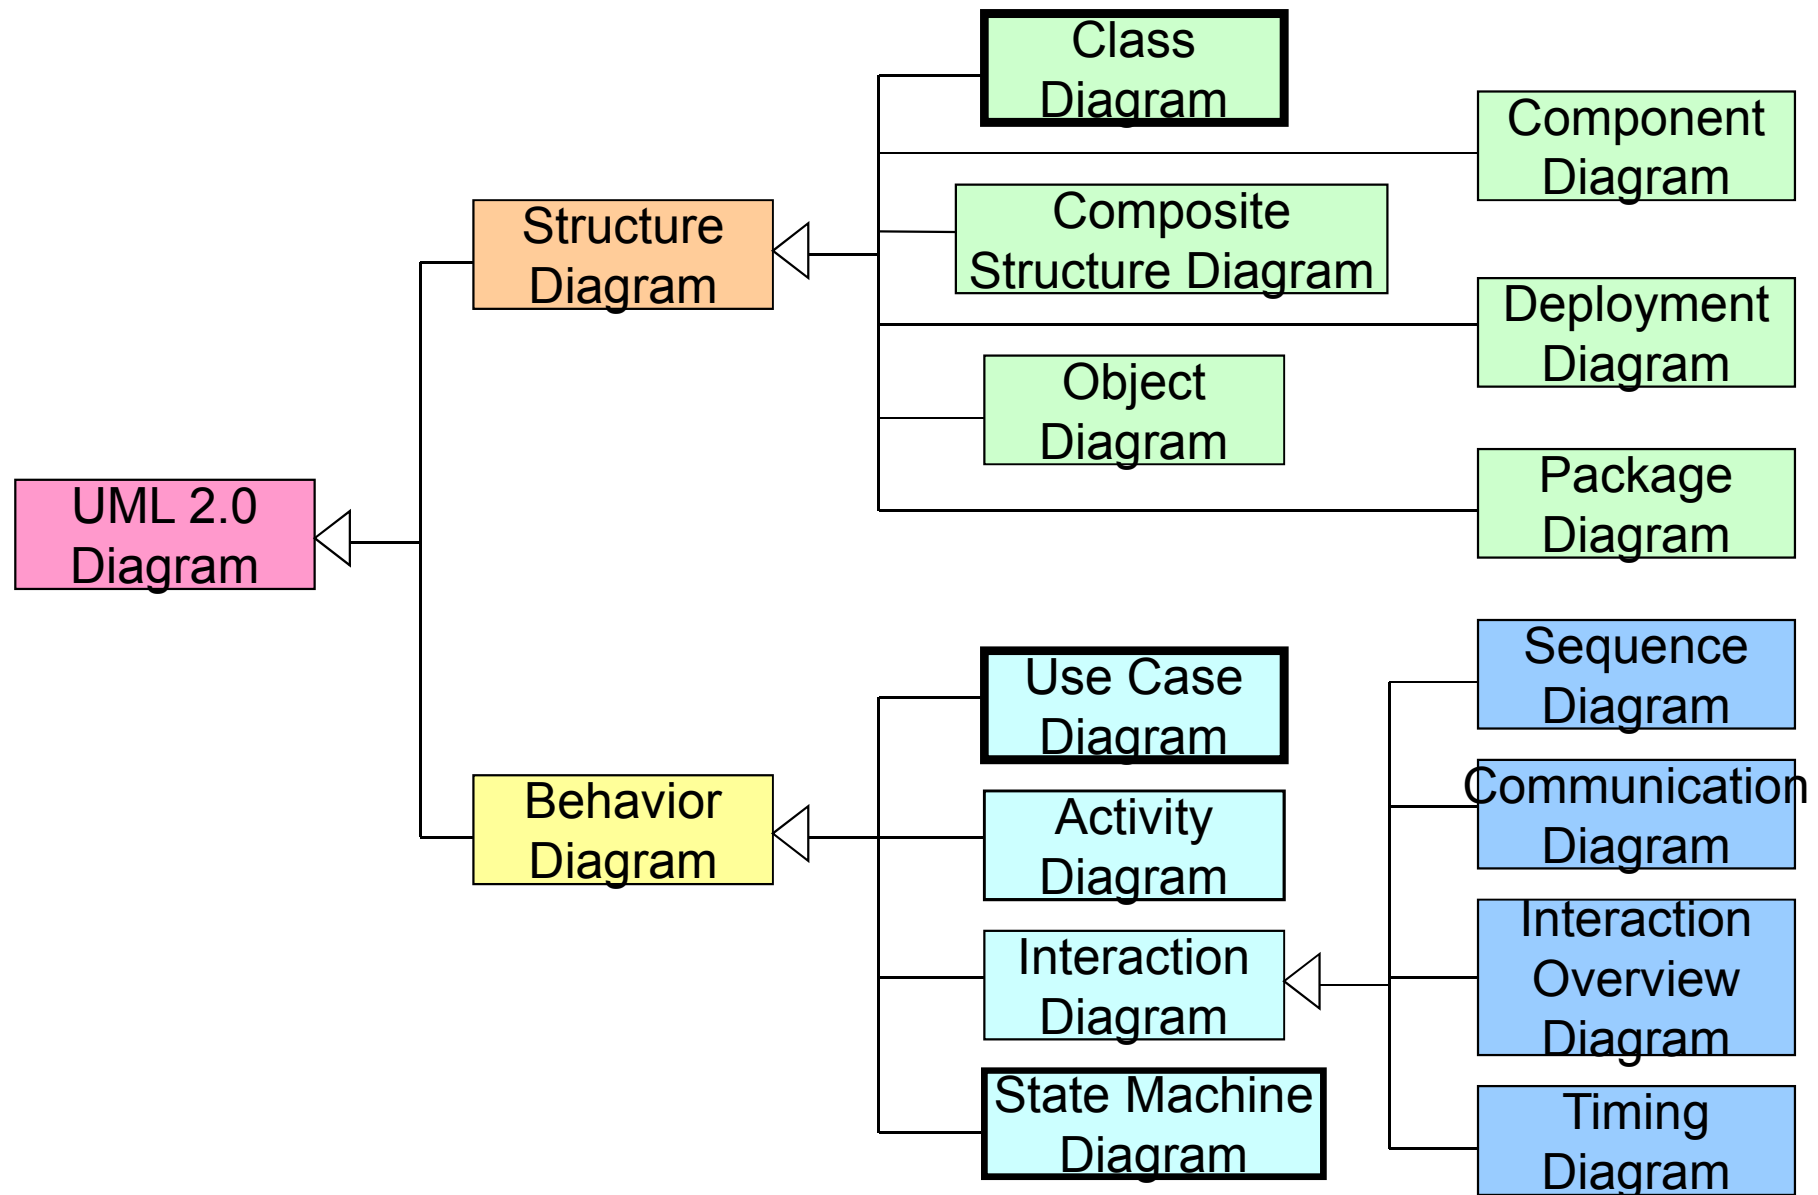 Class
Diagram
Component
Diagram
Composite
Structure Diagram
Structure
Diagram
Deployment
Diagram
Object
Diagram
Package
Diagram
UML 2.0
Diagram
Sequence
Diagram
Use Case
Diagram
Communication
Diagram
Behavior
Diagram
Activity
Diagram
Interaction
Overview
Diagram
Interaction
Diagram
State Machine
Diagram
Timing
Diagram